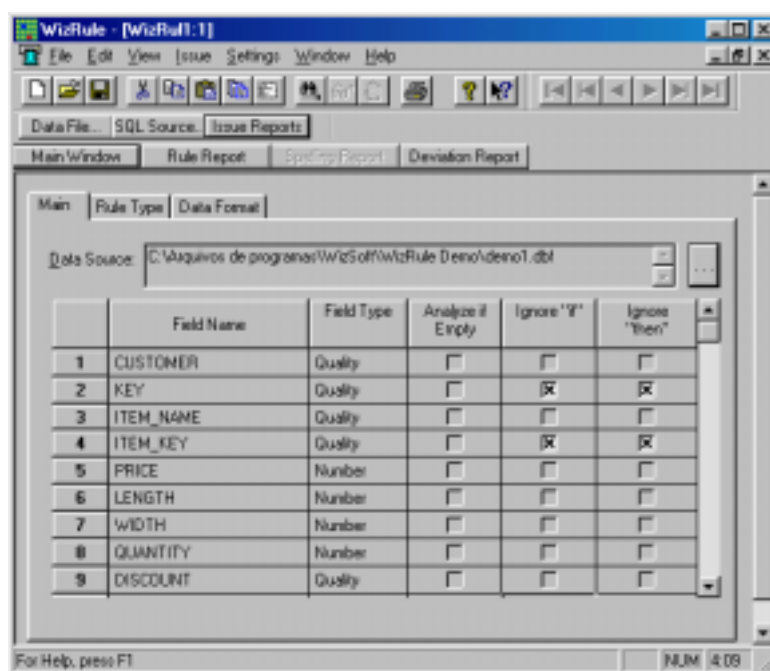 WizRule - [WizRul1:1]
File Edit View Issue Settings Window Help
Data File... SQL Source.. Issue Reports
Main Window Rule Report Spelling Report Deviation Report
Main Rule Type Data Format
Data Source: C:\Arquivos de programas\WizSoft\WizRule Demo\demo1.dbf ...
Field Name Field Type Analyze if Empty Ignore "if" Ignore "then"
1 CUSTOMER Quality
2 KEY Quality
3 ITEM_NAME Quality
4 ITEM_KEY Quality
5 PRICE Number
6 LENGTH Number
7 WIDTH Number
8 QUANTITY Number
9 DISCOUNT Quality
For Help, press F1 NUM 4:09